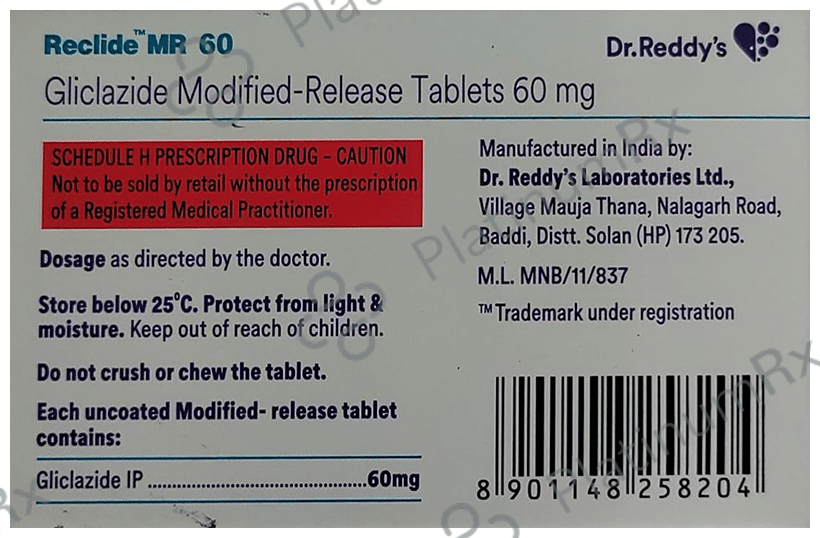 Reclide™ MR 60
Dr.Reddy's
Gliclazide Modified-Release Tablets 60 mg
SCHEDULE H PRESCRIPTION DRUG - CAUTION
Not to be sold by retail without the prescription
of a Registered Medical Practitioner.
Dosage as directed by the doctor.
Store below 25°C. Protect from light &
moisture. Keep out of reach of children.
Do not crush or chew the tablet.
Each uncoated Modified- release tablet
contains:
Gliclazide IP ..........................................60mg
Manufactured in India by:
Dr. Reddy's Laboratories Ltd.,
Village Mauja Thana, Nalagarh Road,
Baddi, Distt. Solan (HP) 173 205.
M.L. MNB/11/837
™ Trademark under registration
8 901148 258204
PlatinumRx
PlatinumRx
PlatinumRx
Rx